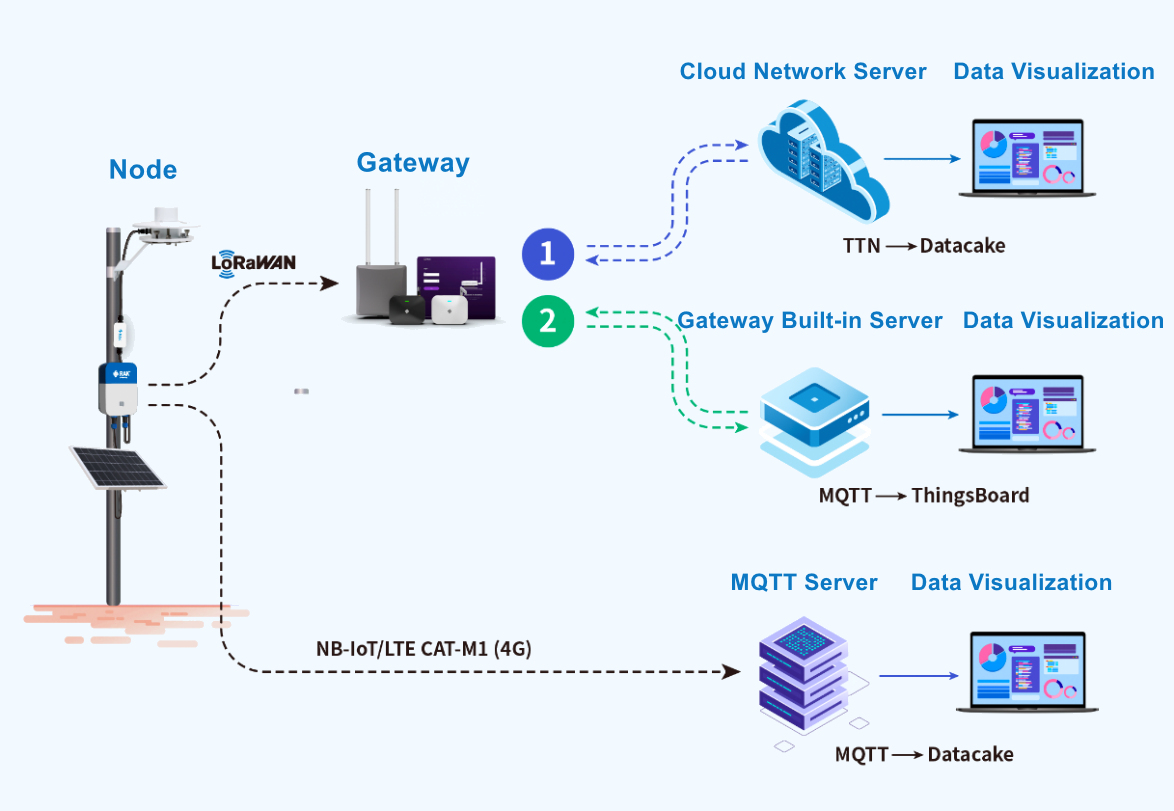 Cloud Network Server
Data Visualization
Node
Gateway
LoRaWAN
1
TTN → Datacake
2
Gateway Built-in Server
Data Visualization
RAK
MQTT → ThingsBoard
MQTT Server
Data Visualization
NB-IoT/LTE CAT-M1 (4G)
MQTT → Datacake